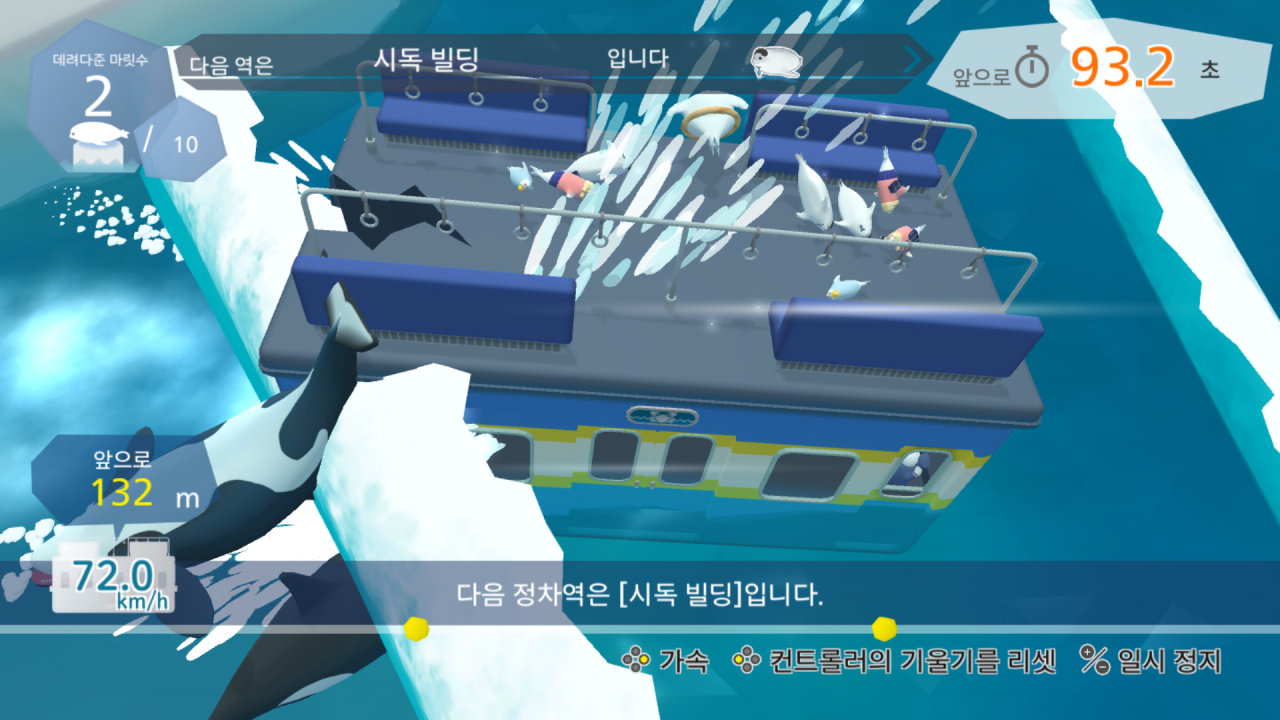 데려다준 마릿수
2
/ 10
다음 역은 시독 빌딩 입니다
앞으로 93.2 초
앞으로
132 m
72.0
km/h
다음 정차역은 [시독 빌딩]입니다.
가속 컨트롤러의 기울기를 리셋 일시 정지